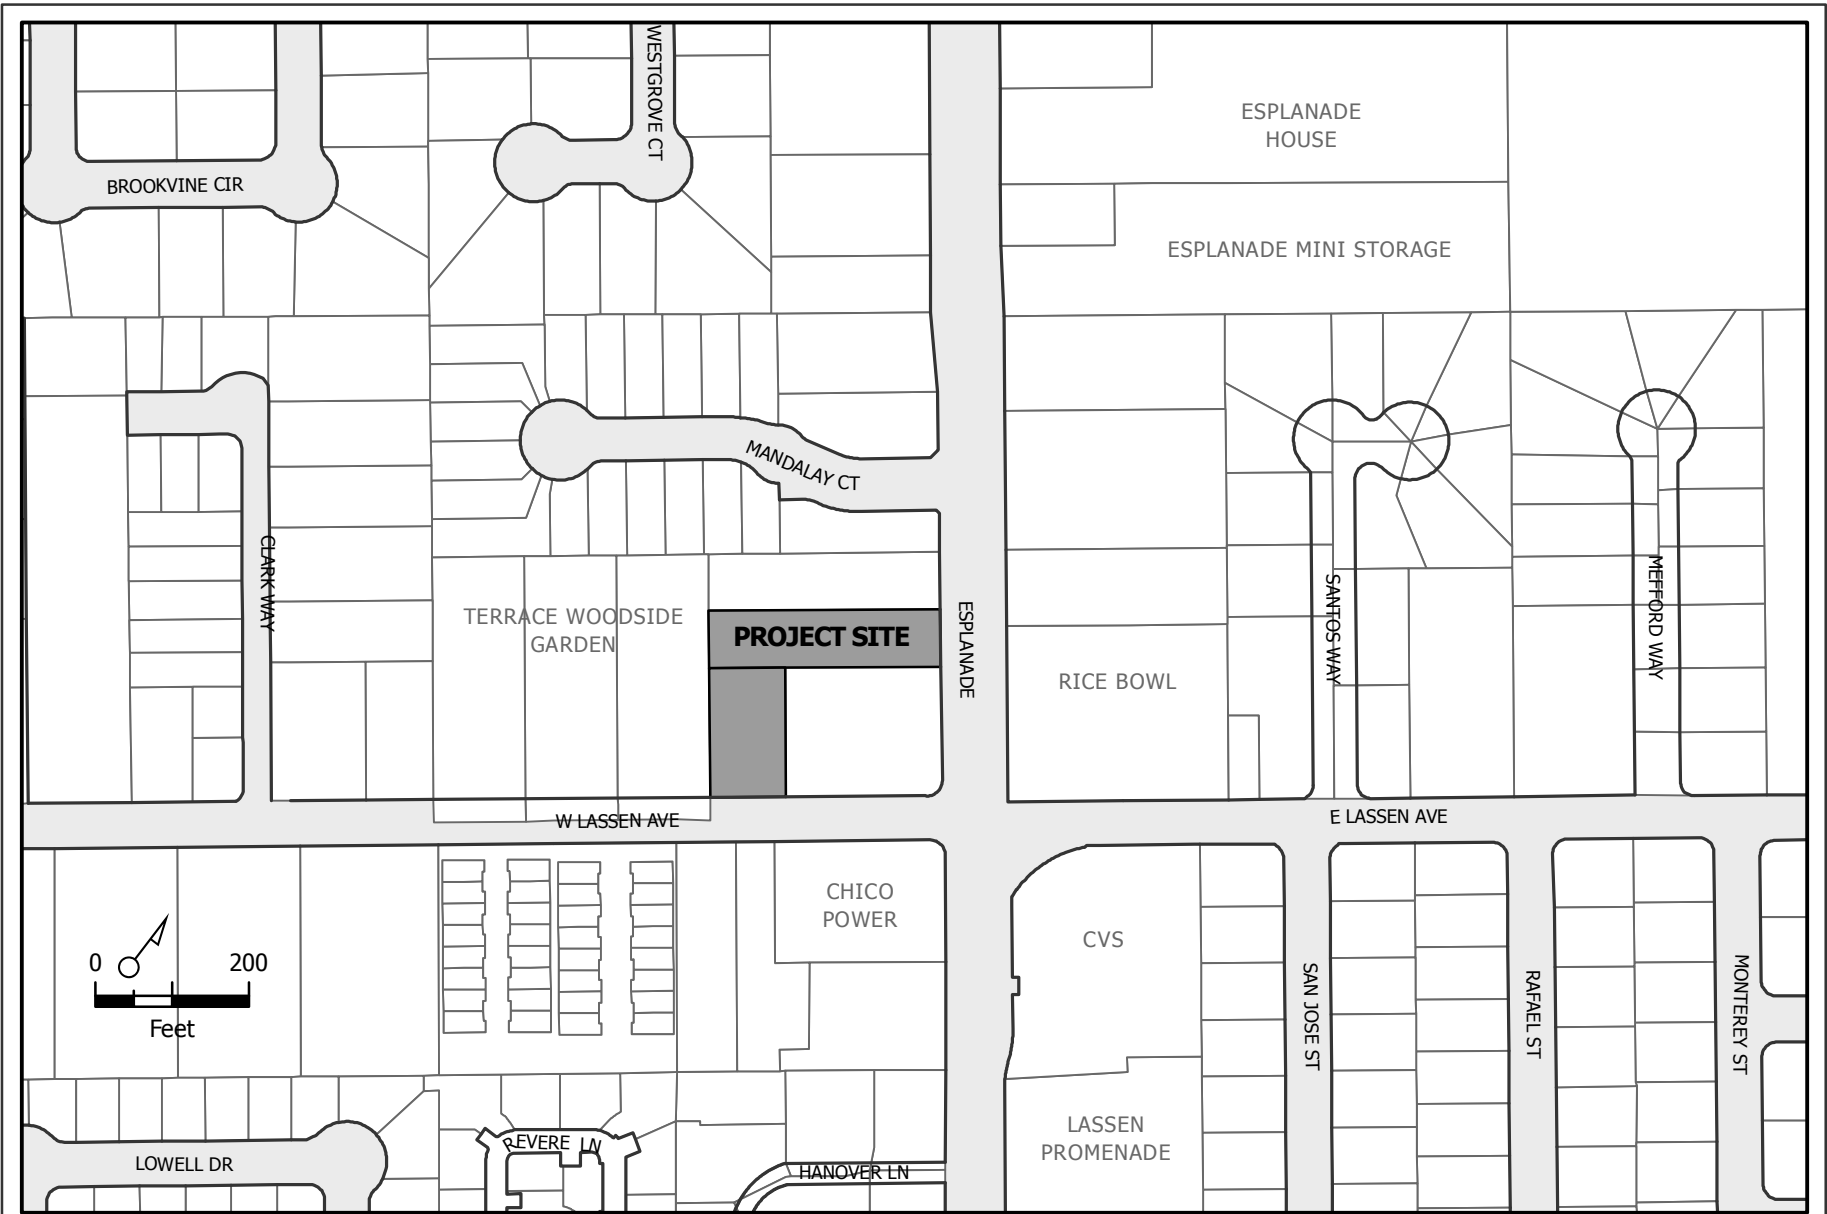 WESTGROVE CT
ESPLANADE
HOUSE
BROOKVINE CIR
ESPLANADE MINI STORAGE
MANDALAY CT
CLARK WAY
TERRACE WOODSIDE
GARDEN
PROJECT SITE
ESPLANADE
RICE BOWL
SANTOS WAY
MEFFORD WAY
W LASSEN AVE
E LASSEN AVE
CHICO
POWER
CVS
0 200
Feet
SAN JOSE ST
RAFAEL ST
MONTEREY ST
LASSEN
PROMENADE
REVERE LN
LOWELL DR
HANOVER LN